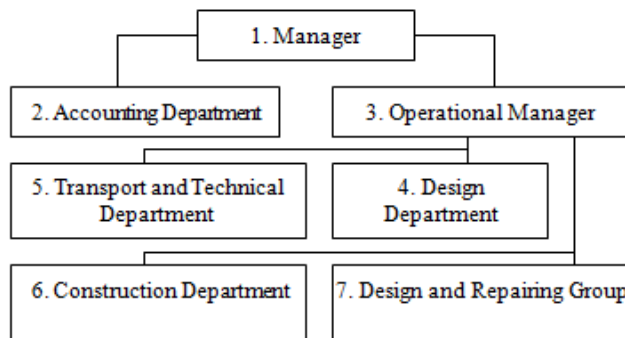 1. Manager
2. Accounting Department
3. Operational Manager
5. Transport and Technical
Department
4. Design
Department
6. Construction Department
7. Design and Repairing Group